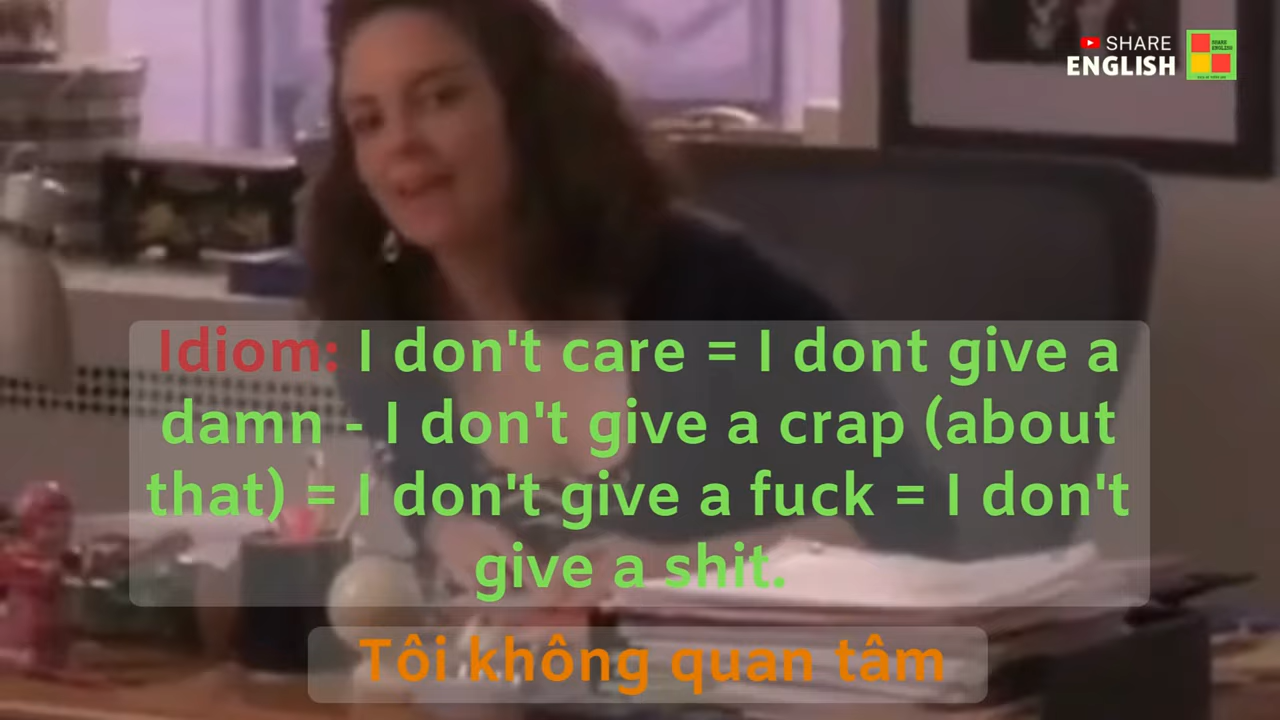 SHARE
ENGLISH
Idiom: I don't care = I dont give a
damn - I don't give a crap (about
that) = I don't give a fuck = I don't
give a shit.
Tôi không quan tâm